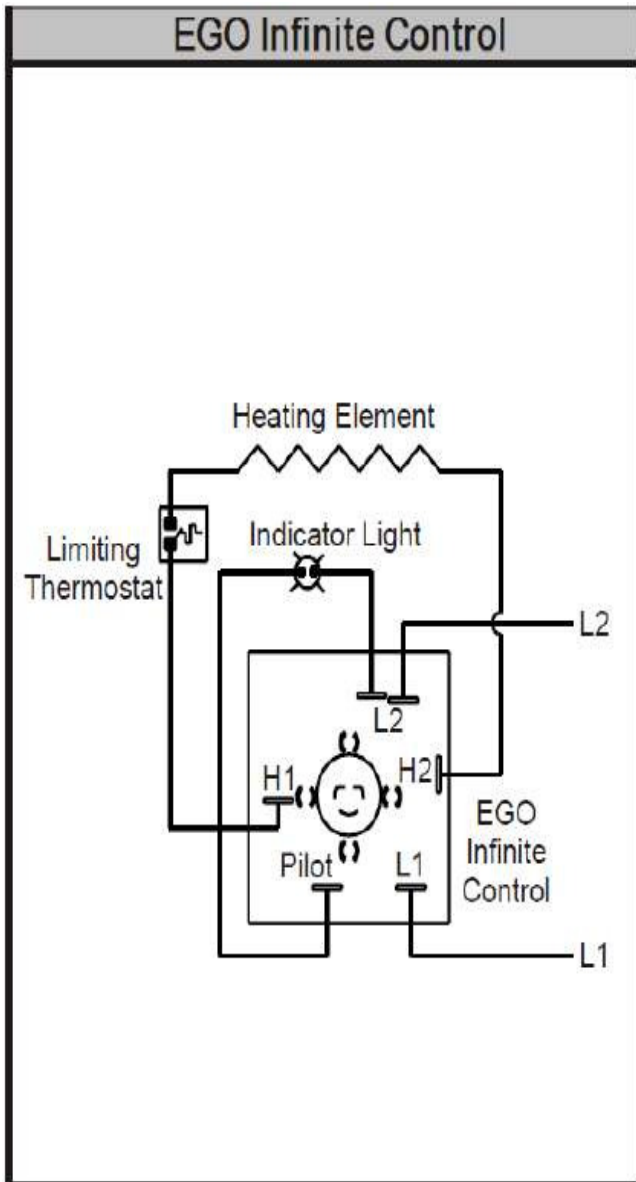 EGO Infinite Control
Heating Element
Indicator Light
Limiting
Thermostat
L2
L2
H1
H2
EGO
Infinite
Control
Pilot
L1
L1